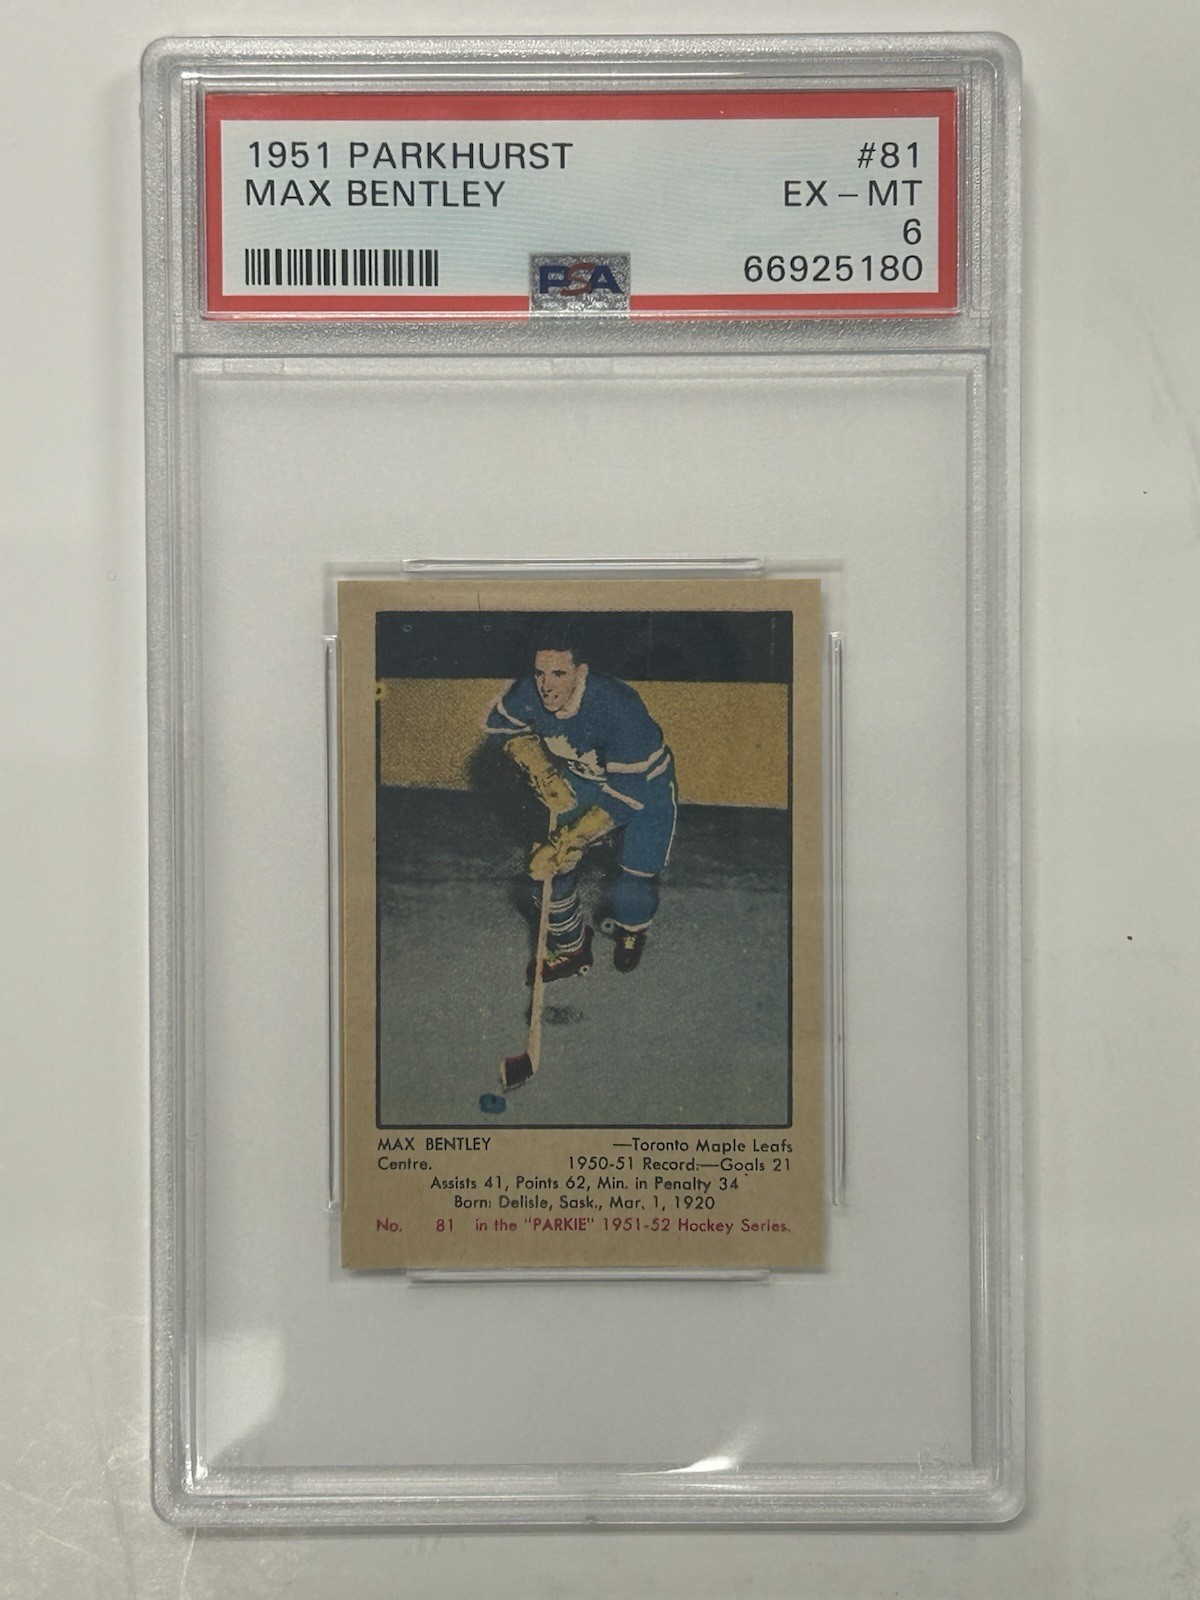 1951 PARKHURST #81
MAX BENTLEY EX - MT
6
66925180
PSA
MAX BENTLEY —Toronto Maple Leafs
Centre. 1950-51 Record.—Goals 21
Assists 41, Points 62, Min. in Penalty 34
Born: Delisle, Sask., Mar. 1, 1920
No. 81 in the "PARKIE" 1951-52 Hockey Series.